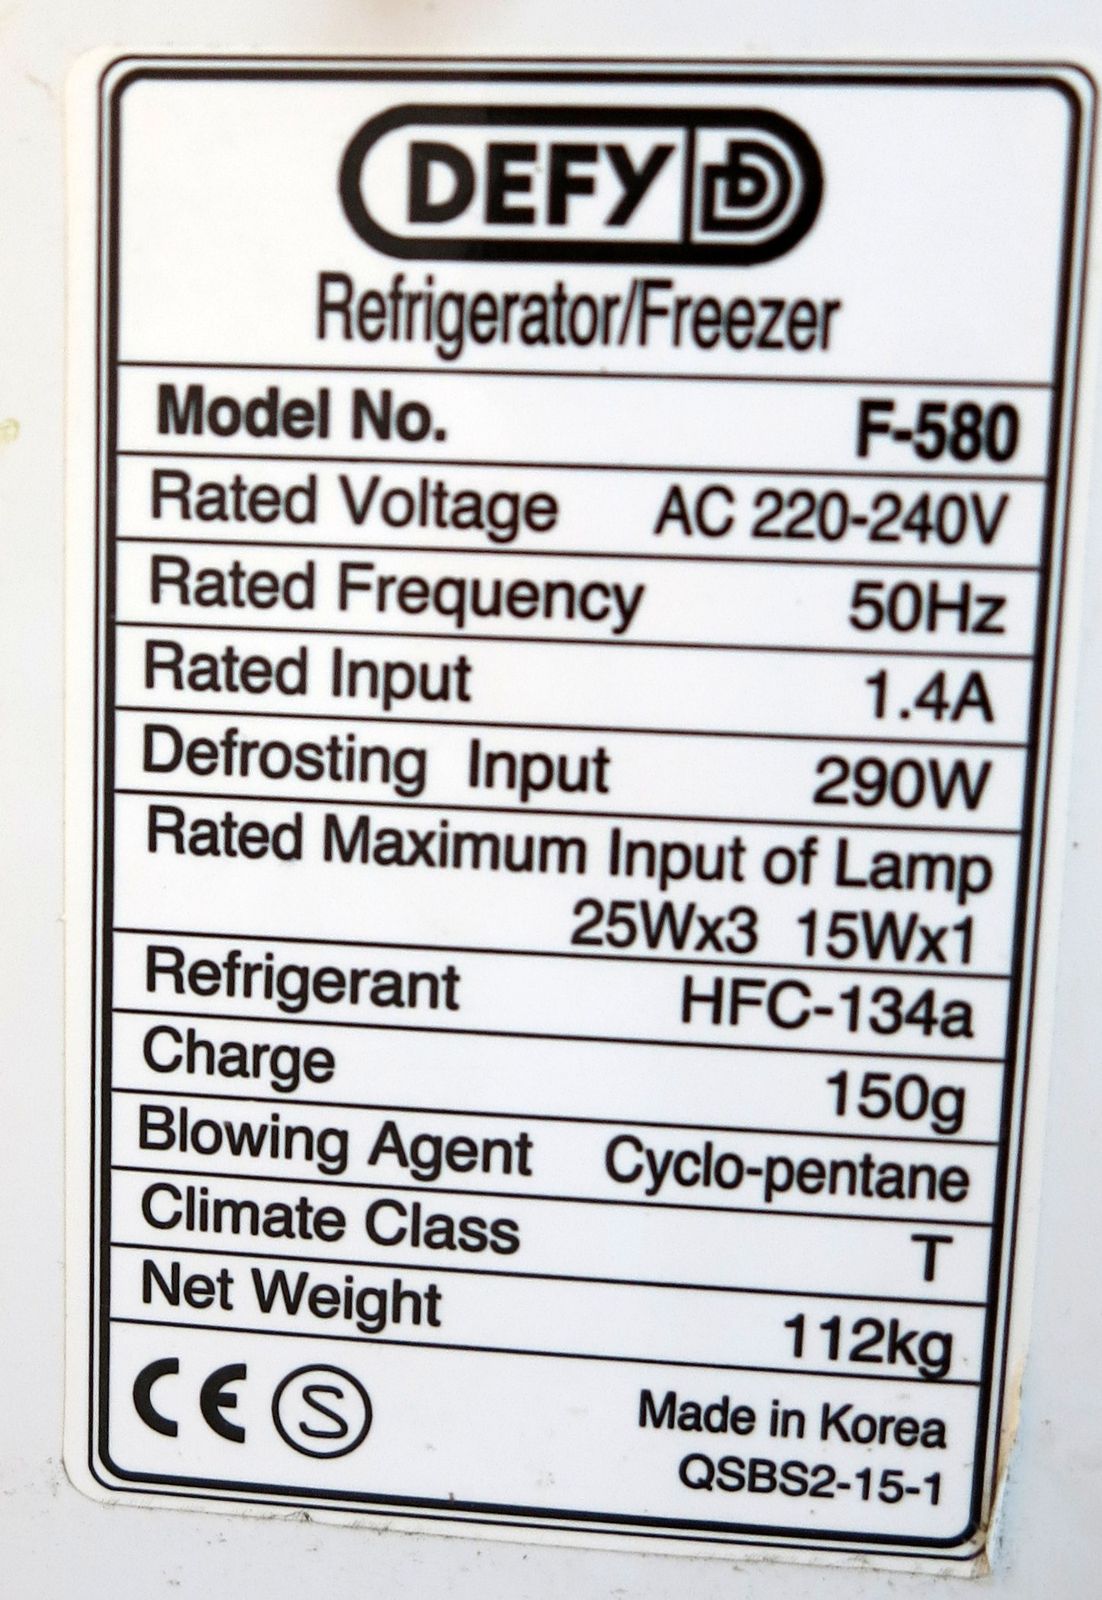 DEFY D
Refrigerator/Freezer
Model No. F-580
Rated Voltage AC 220-240V
Rated Frequency 50Hz
Rated Input 1.4A
Defrosting Input 290W
Rated Maximum Input of Lamp
25Wx3 15Wx1
Refrigerant HFC-134a
Charge 150g
Blowing Agent Cyclo-pentane
Climate Class T
Net Weight 112kg
CE S Made in Korea
QSBS2-15-1